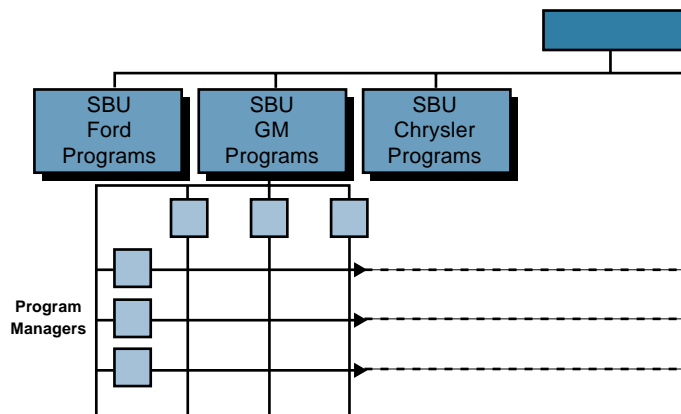 SBU
Ford
Programs
SBU
GM
Programs
SBU
Chrysler
Programs
Program
Managers